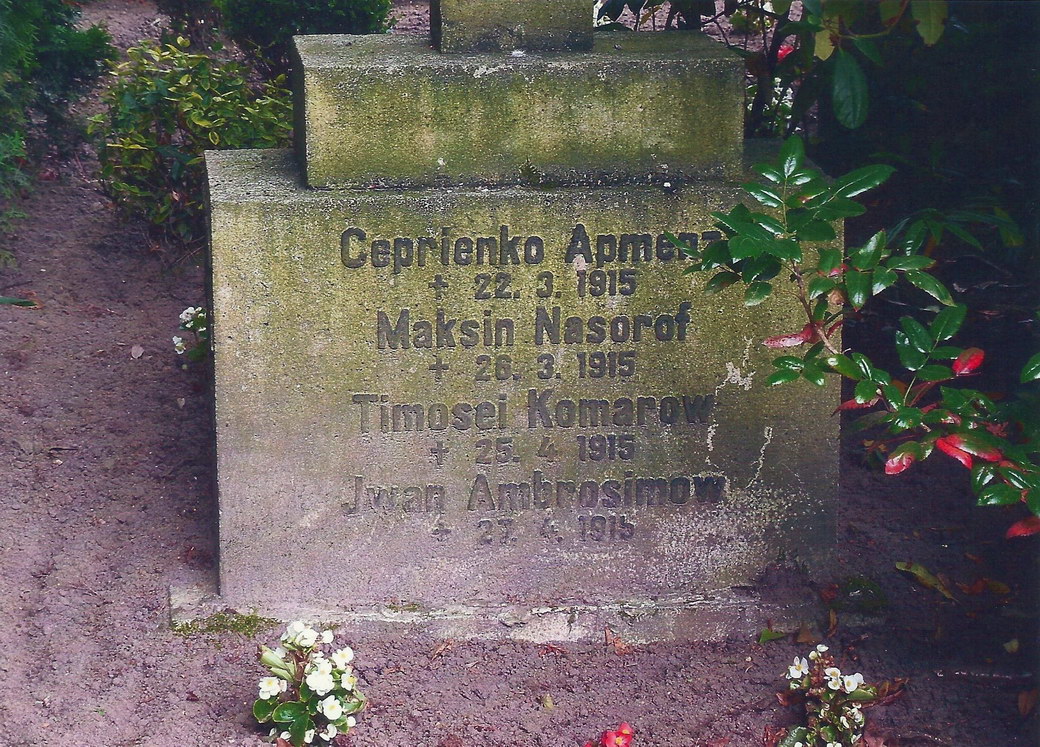 Ceprienko Apmenz
+ 22. 3. 1915
Maksin Nasorof
+ 26. 3. 1915
Timosei Komarow
+ 25. 4 1915
Jwan Ambrosimow
+ 27. 4. 1915